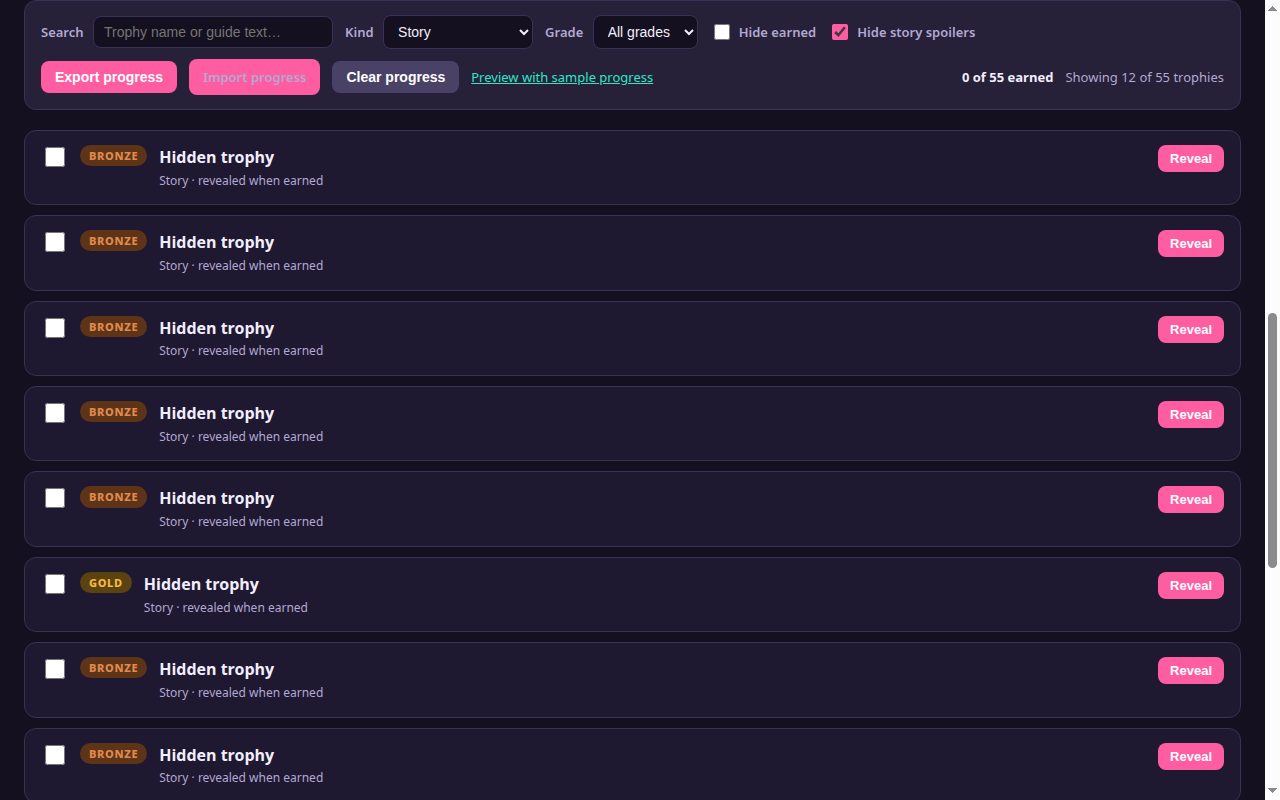 Search Trophy name or guide text… Kind Story Grade All grades Hide earned Hide story spoilers
Export progress Import progress Clear progress Preview with sample progress 0 of 55 earned Showing 12 of 55 trophies
BRONZE Hidden trophy Reveal
Story · revealed when earned
BRONZE Hidden trophy Reveal
Story · revealed when earned
BRONZE Hidden trophy Reveal
Story · revealed when earned
BRONZE Hidden trophy Reveal
Story · revealed when earned
BRONZE Hidden trophy Reveal
Story · revealed when earned
GOLD Hidden trophy Reveal
Story · revealed when earned
BRONZE Hidden trophy Reveal
Story · revealed when earned
BRONZE Hidden trophy Reveal
Story · revealed when earned